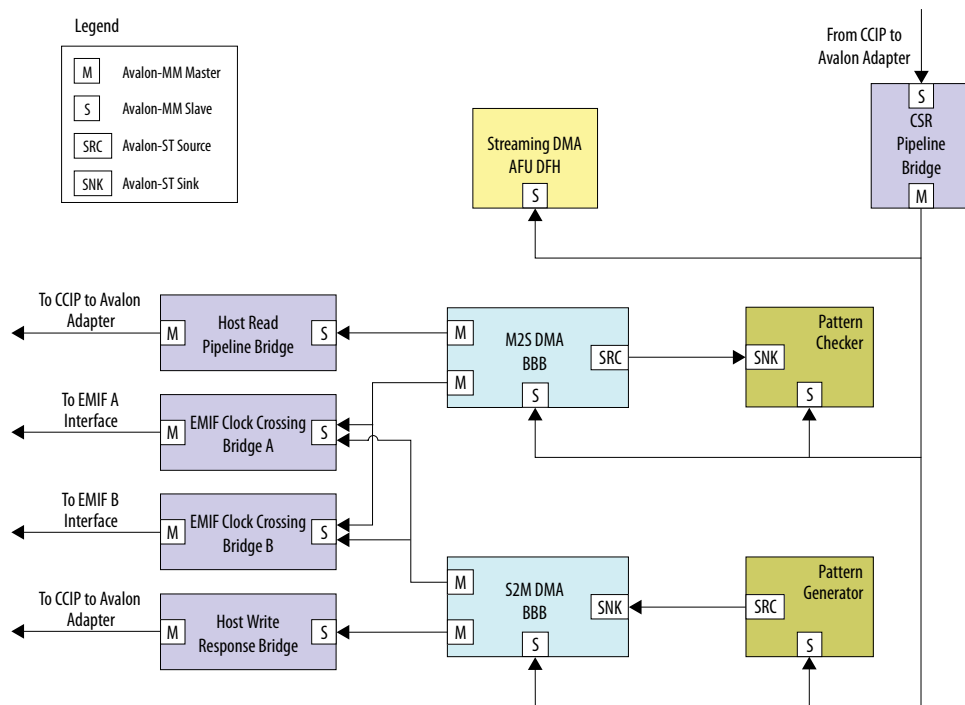 Legend
M Avalon-MM Master
S Avalon-MM Slave
SRC Avalon-ST Source
SNK Avalon-ST Sink
From CCIP to
Avalon Adapter
S
CSR
Pipeline
Bridge
M
Streaming DMA
AFU DFH
S
To CCIP to Avalon
Adapter
M
Host Read
Pipeline Bridge
S
M
M2S DMA
BBB
SRC
M
S
SNK
Pattern
Checker
S
To EMIF A
Interface
M
EMIF Clock Crossing
Bridge A
S
To EMIF B
Interface
M
EMIF Clock Crossing
Bridge B
S
To CCIP to Avalon
Adapter
M
Host Write
Response Bridge
S
M
S2M DMA
BBB
SNK
M
S
SRC
Pattern
Generator
S